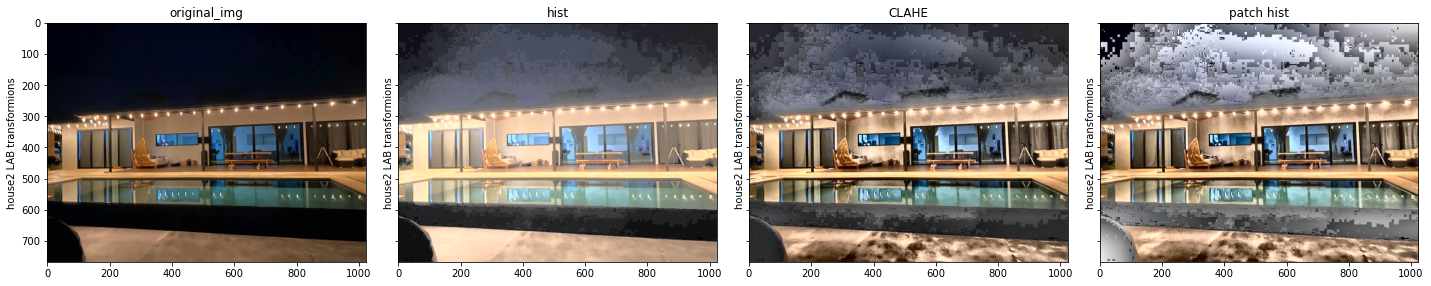 original_img
hist
CLAHE
patch hist
house2 LAB transformions
0
100
200
300
400
500
600
700
0 200 400 600 800 1000
house2 LAB transformions
0 200 400 600 800 1000
house2 LAB transformions
0 200 400 600 800 1000
house2 LAB transformions
0 200 400 600 800 1000